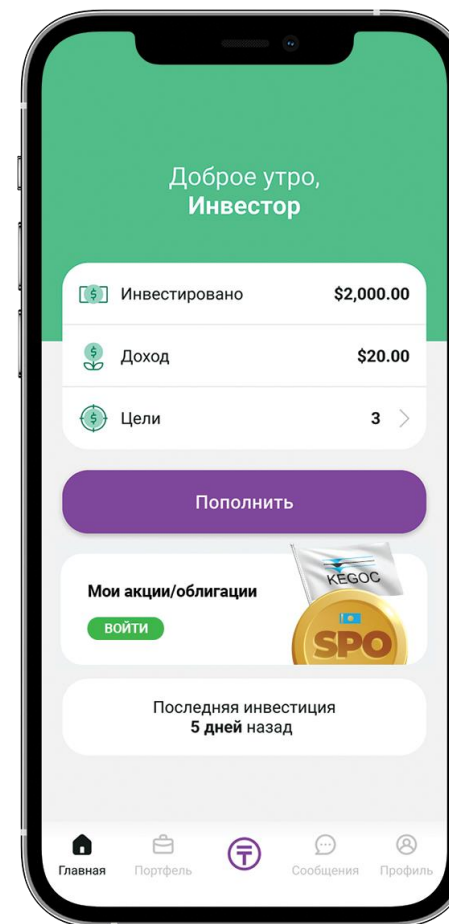 Доброе утро,
Инвестор
Инвестировано $2,000.00
Доход $20.00
Цели 3
Пополнить
KEGOC
Мои акции/облигации
ВОЙТИ
SPO
Последняя инвестиция
5 дней назад
Главная Портфель Сообщения Профиль